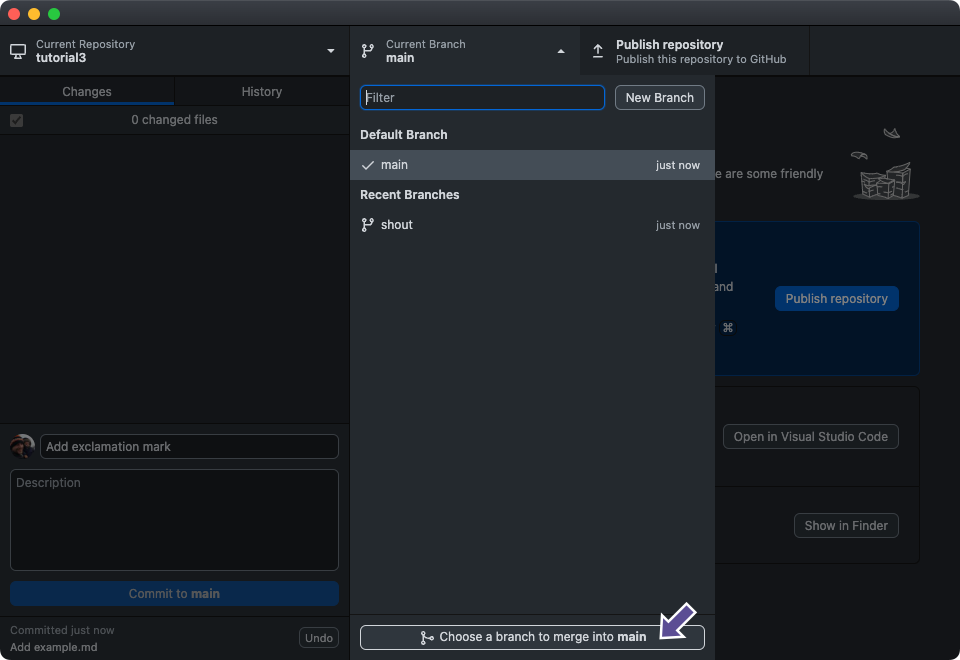 Current Repository
tutorial3
Current Branch
main
Publish repository
Publish this repository to GitHub
Changes
History
0 changed files
Filter
New Branch
Default Branch
main
just now
Recent Branches
shout
just now
e are some friendly
and
Publish repository
⌘
Open in Visual Studio Code
Show in Finder
Add exclamation mark
Description
Commit to main
Committed just now
Add example.md
Undo
Choose a branch to merge into main